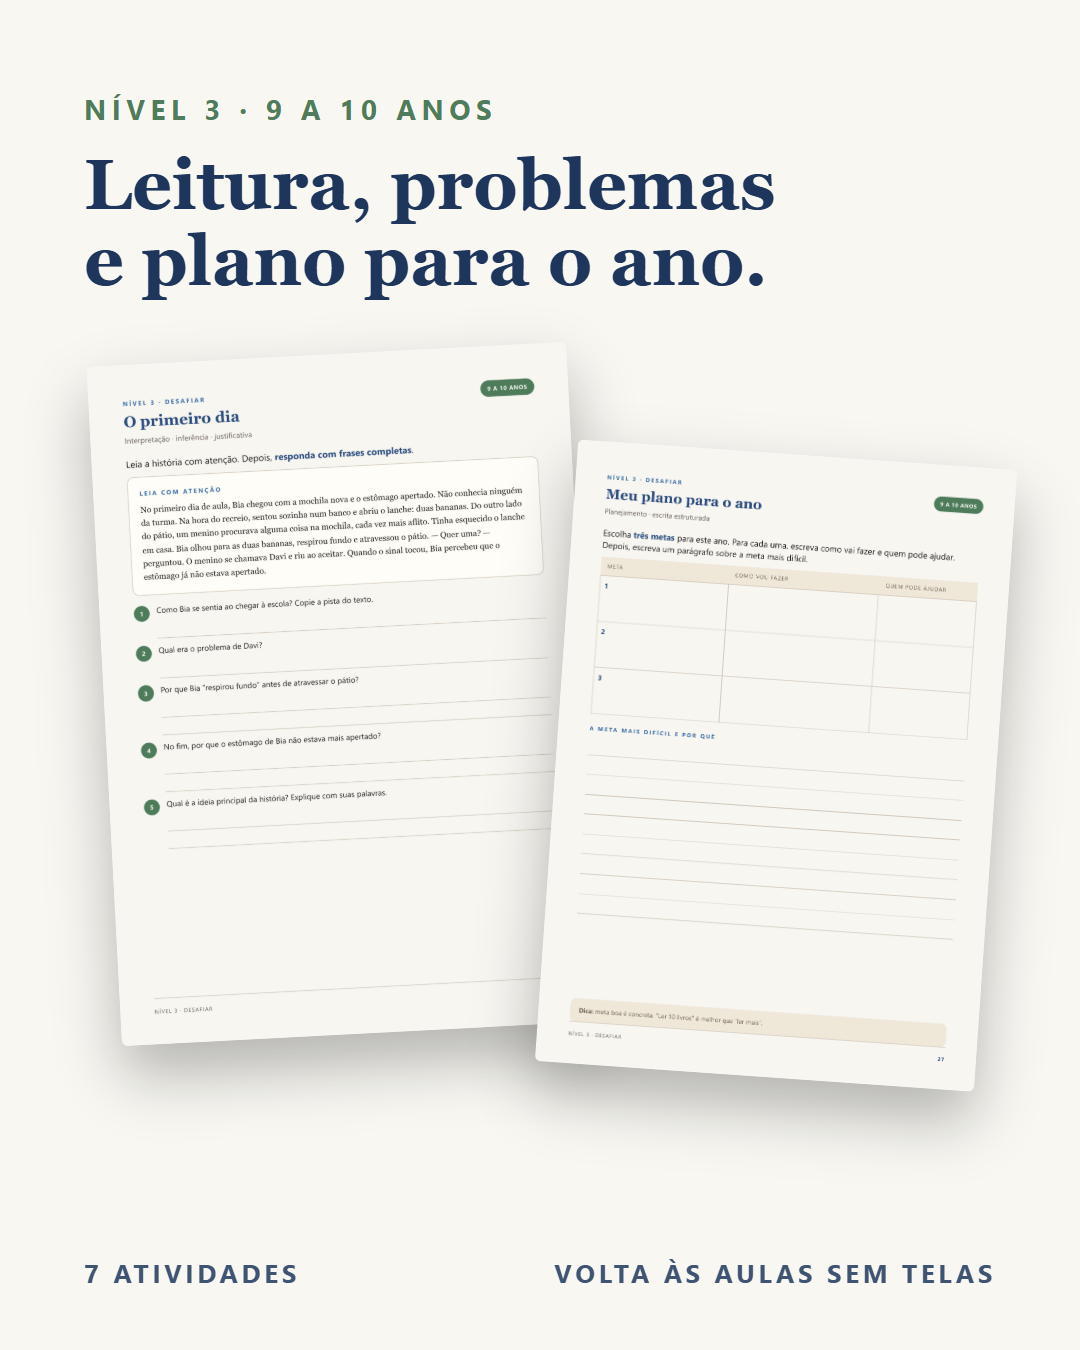 NÍVEL 3 · 9 A 10 ANOS
Leitura, problemas
e plano para o ano.
NÍVEL 3 · DESAFIAR
9 A 10 ANOS
O primeiro dia
Interpretação · inferência · justificativa
Leia a história com atenção. Depois, responda com frases completas.
LEIA COM ATENÇÃO
No primeiro dia de aula, Bia chegou com a mochila nova e o estômago apertado. Não conhecia ninguém
da turma. Na hora do recreio, sentou sozinha num banco e abriu o lanche: duas bananas. Do outro lado
do pátio, um menino procurava alguma coisa na mochila, cada vez mais aflito. Tinha esquecido o lanche
em casa. Bia olhou para as duas bananas, respirou fundo e atravessou o pátio. — Quer uma? —
perguntou. O menino se chamava Davi e riu ao aceitar. Quando o sinal tocou, Bia percebeu que o
estômago já não estava apertado.
1 Como Bia se sentia ao chegar à escola? Copie a pista do texto.
2 Qual era o problema de Davi?
3 Por que Bia "respirou fundo" antes de atravessar o pátio?
4 No fim, por que o estômago de Bia não estava mais apertado?
5 Qual é a ideia principal da história? Explique com suas palavras.
NÍVEL 3 · DESAFIAR
NÍVEL 3 · DESAFIAR
9 A 10 ANOS
Meu plano para o ano
Planejamento · escrita estruturada
Escolha três metas para este ano. Para cada uma, escreva como vai fazer e quem pode ajudar.
Depois, escreva um parágrafo sobre a meta mais difícil.
META COMO VOU FAZER QUEM PODE AJUDAR
1
2
3
A META MAIS DIFÍCIL E POR QUÊ
Dica: meta boa é concreta. "Ler 10 livros" é melhor que "ler mais".
NÍVEL 3 · DESAFIAR
27
7 ATIVIDADES
VOLTA ÀS AULAS SEM TELAS